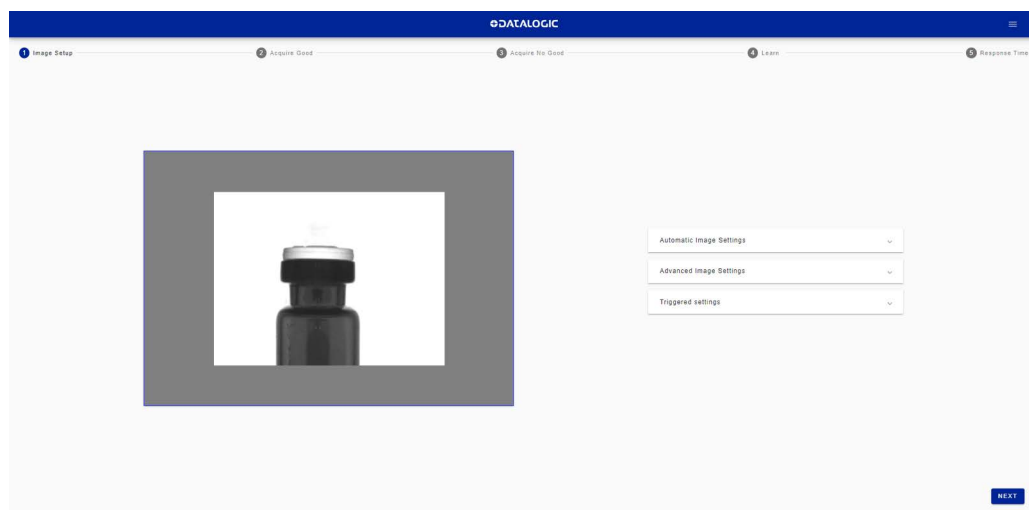 DATALOGIC
1 Image Setup 2 Acquire Good 3 Acquire No Good 4 Learn 5 Response Time
Automatic Image Settings
Advanced Image Settings
Triggered settings
NEXT